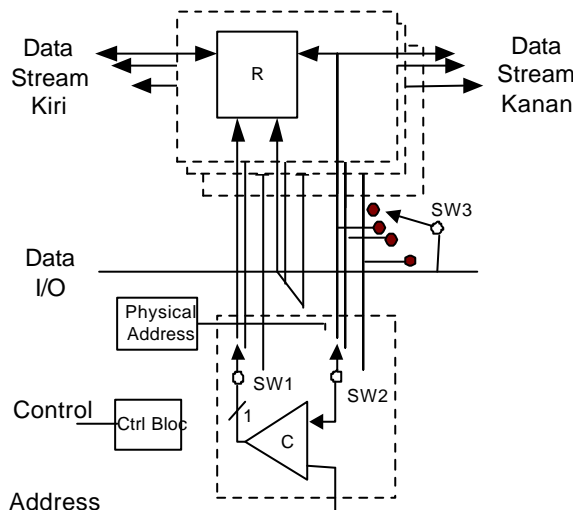 Data
Stream
Kiri
R
Data
Stream
Kanan
SW3
Data
I/O
Physical
Address
SW1
SW2
1
C
Control
Ctrl Bloc
Address